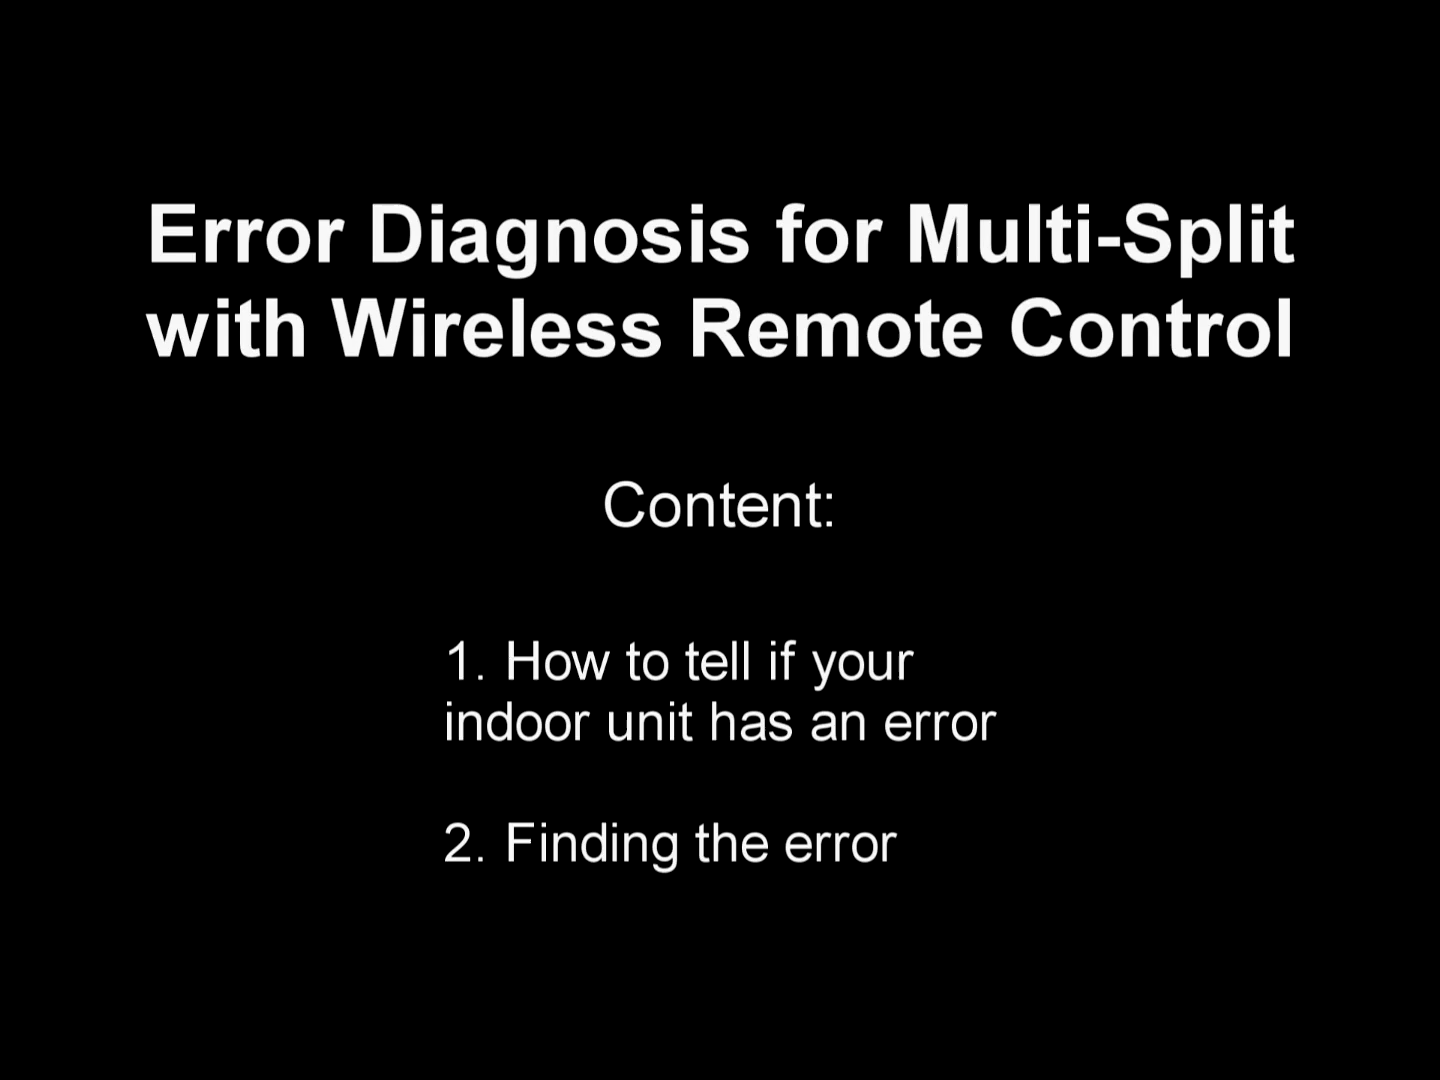 Error Diagnosis for Multi-Split
with Wireless Remote Control
Content:
1. How to tell if your
indoor unit has an error
2. Finding the error